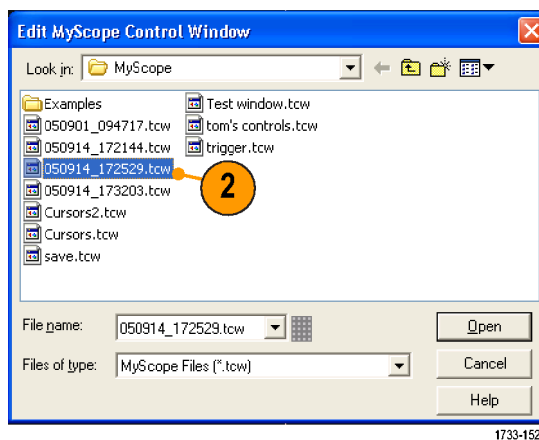 Edit MyScope Control Window
Look in: MyScope
Examples
050901_094717.tcw
050914_172144.tcw
050914_172529.tcw
050914_173203.tcw
Cursors2.tcw
Cursors.tcw
save.tcw
Test window.tcw
tom's controls.tcw
trigger.tcw
2
File name: 050914_172529.tcw Open
Files of type: MyScope Files (*.tcw) Cancel
Help
1733-152